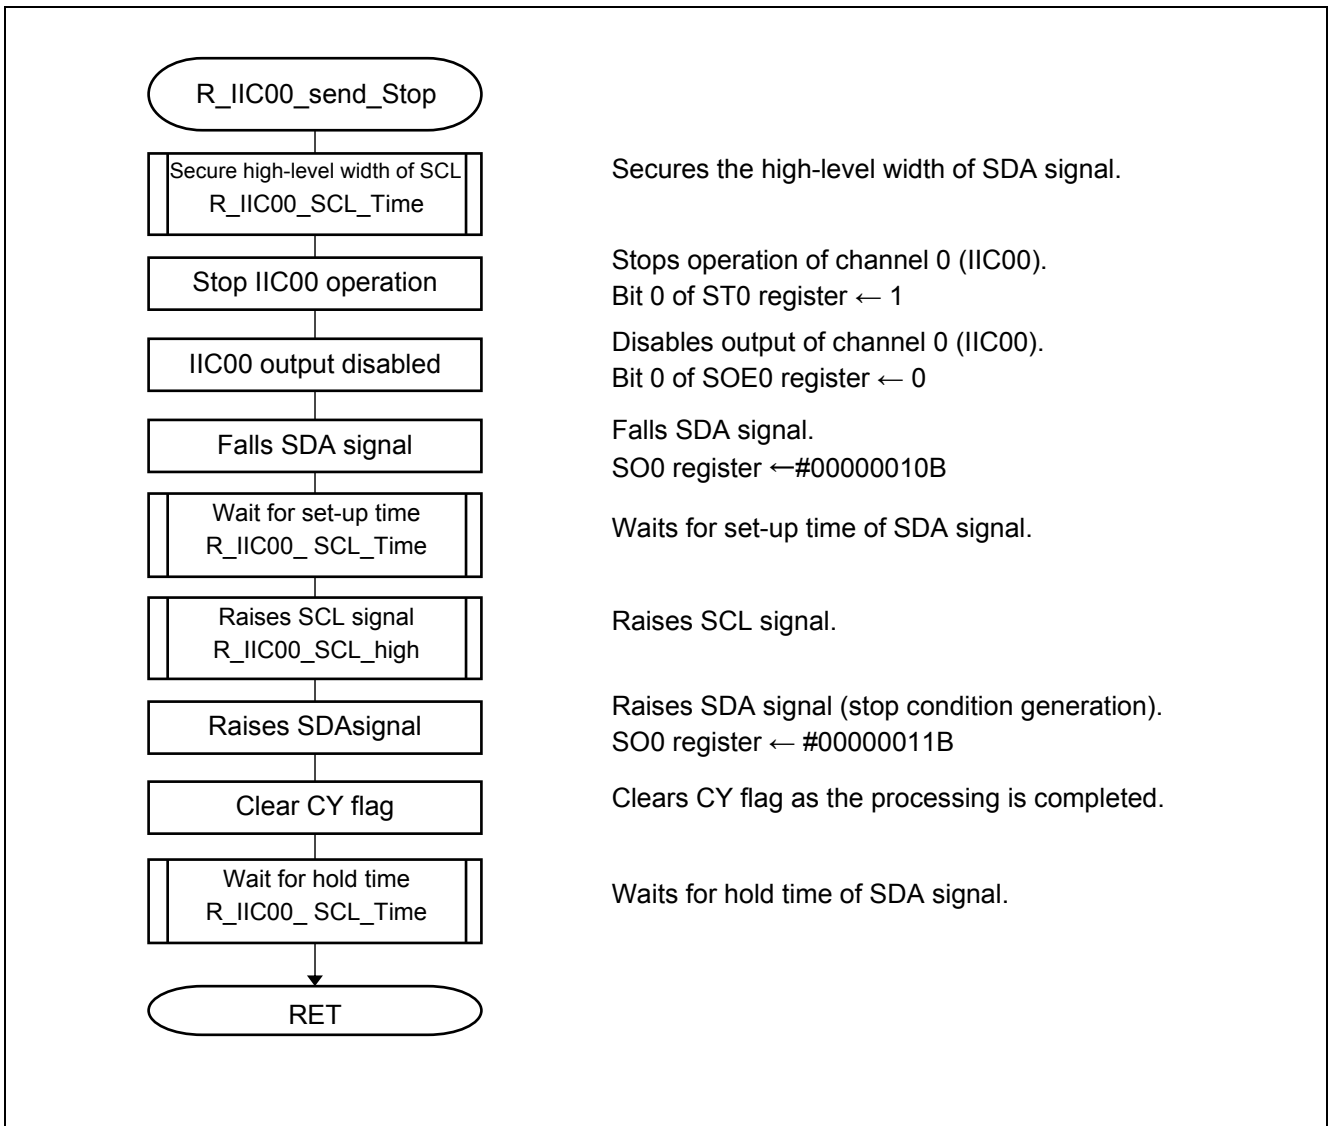 R_IIC00_send_Stop
Secure high-level width of SCL
R_IIC00_SCL_Time
Secures the high-level width of SDA signal.
Stop IIC00 operation
Stops operation of channel 0 (IIC00).
Bit 0 of ST0 register ← 1
IIC00 output disabled
Disables output of channel 0 (IIC00).
Bit 0 of SOE0 register ← 0
Falls SDA signal
Falls SDA signal.
SO0 register ←#00000010B
Wait for set-up time
R_IIC00_ SCL_Time
Waits for set-up time of SDA signal.
Raises SCL signal
R_IIC00_SCL_high
Raises SCL signal.
Raises SDAsignal
Raises SDA signal (stop condition generation).
SO0 register ← #00000011B
Clear CY flag
Clears CY flag as the processing is completed.
Wait for hold time
R_IIC00_ SCL_Time
Waits for hold time of SDA signal.
RET